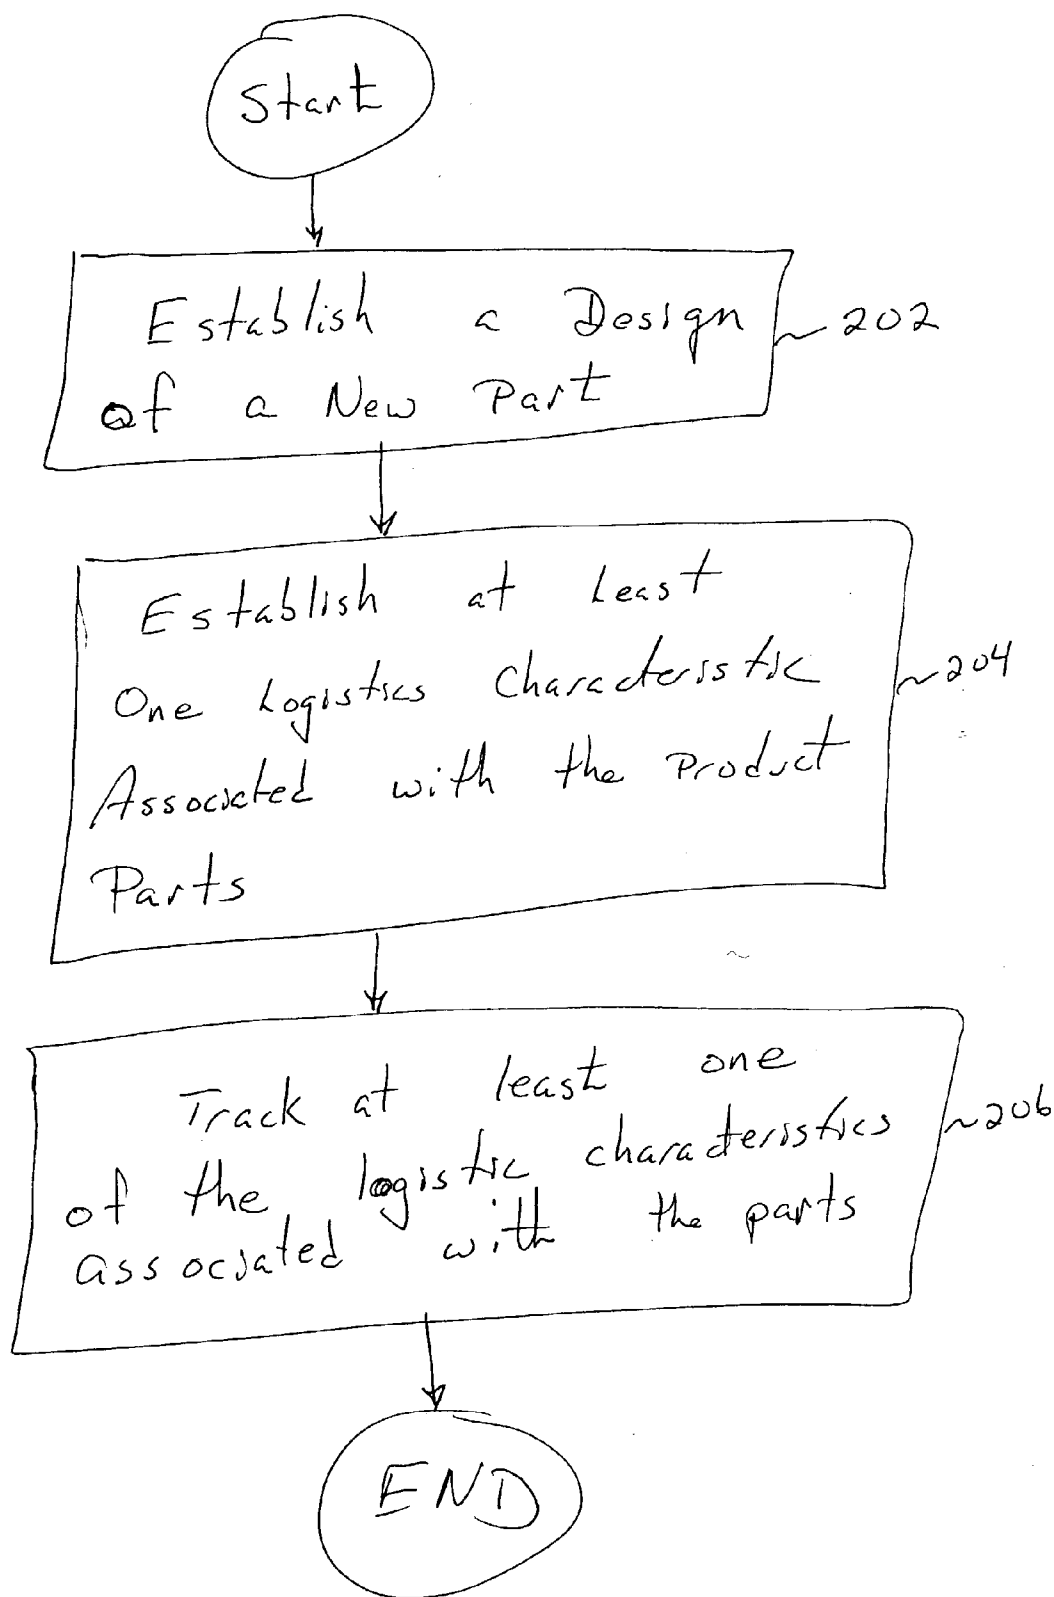 Start
Establish a Design
of a New Part
202
Establish at Least
One Logistics Characteristic
Associated with the Product
Parts
204
Track at least one
of the logistic characteristics
associated with the parts
206
END